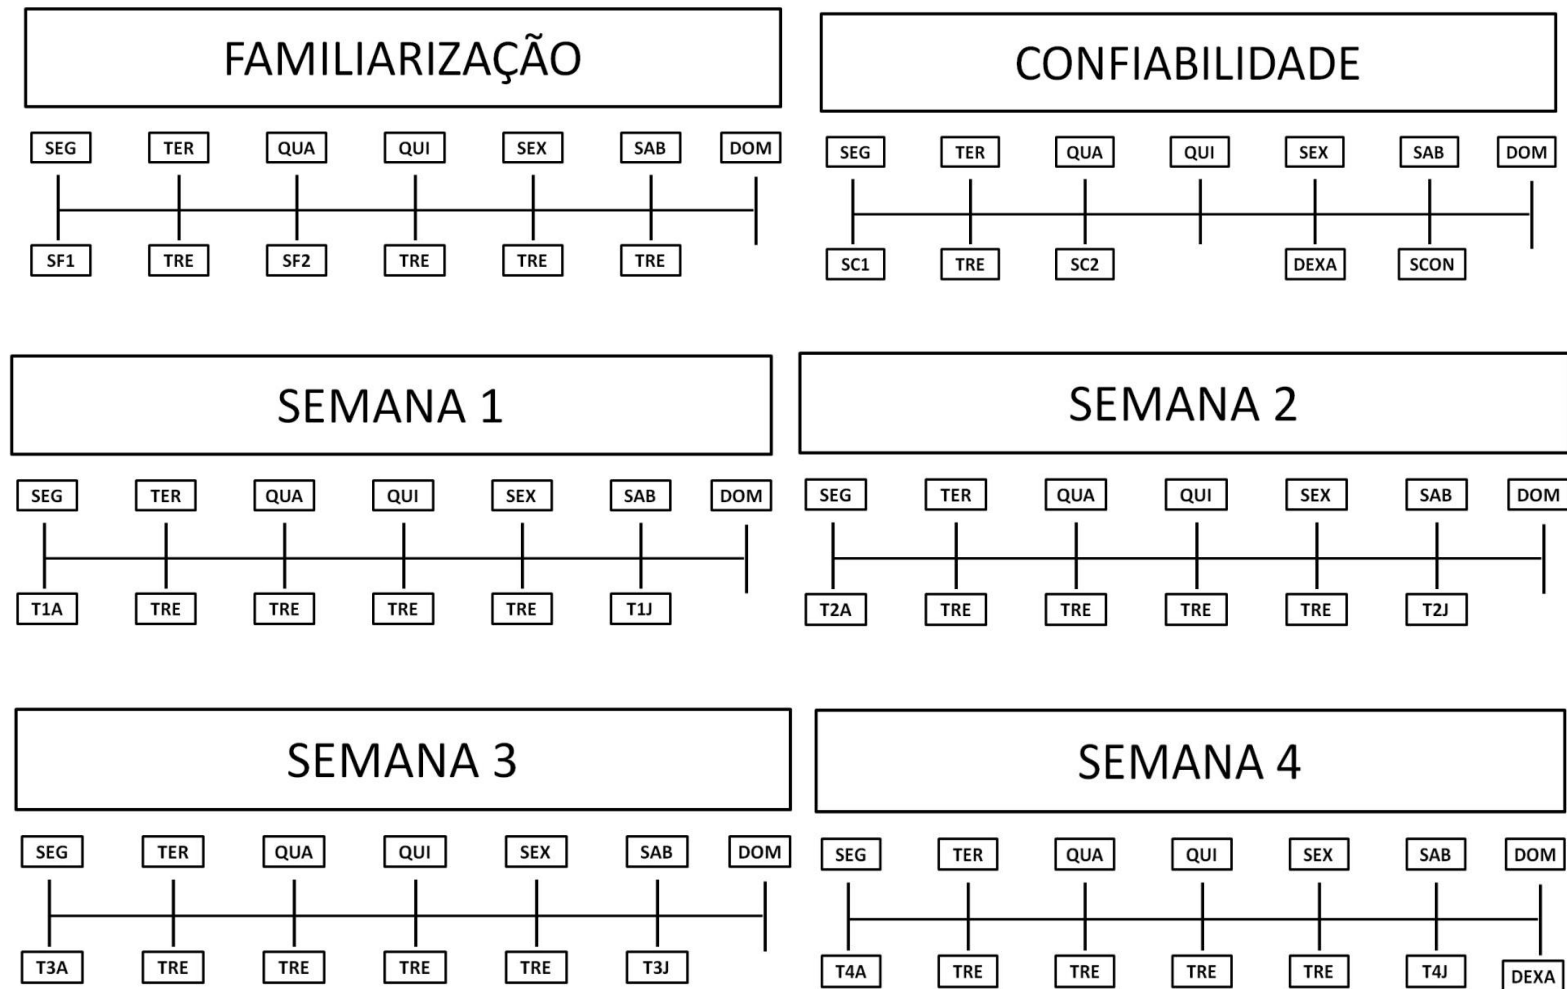 FAMILIARIZAÇÃO
SEG TER QUA QUI SEX SAB DOM
SF1 TRE SF2 TRE TRE TRE
CONFIABILIDADE
SEG TER QUA QUI SEX SAB DOM
SC1 TRE SC2 DEXA SCON
SEMANA 1
SEG TER QUA QUI SEX SAB DOM
T1A TRE TRE TRE TRE T1J
SEMANA 2
SEG TER QUA QUI SEX SAB DOM
T2A TRE TRE TRE TRE T2J
SEMANA 3
SEG TER QUA QUI SEX SAB DOM
T3A TRE TRE TRE TRE T3J
SEMANA 4
SEG TER QUA QUI SEX SAB DOM
T4A TRE TRE TRE TRE T4J DEXA